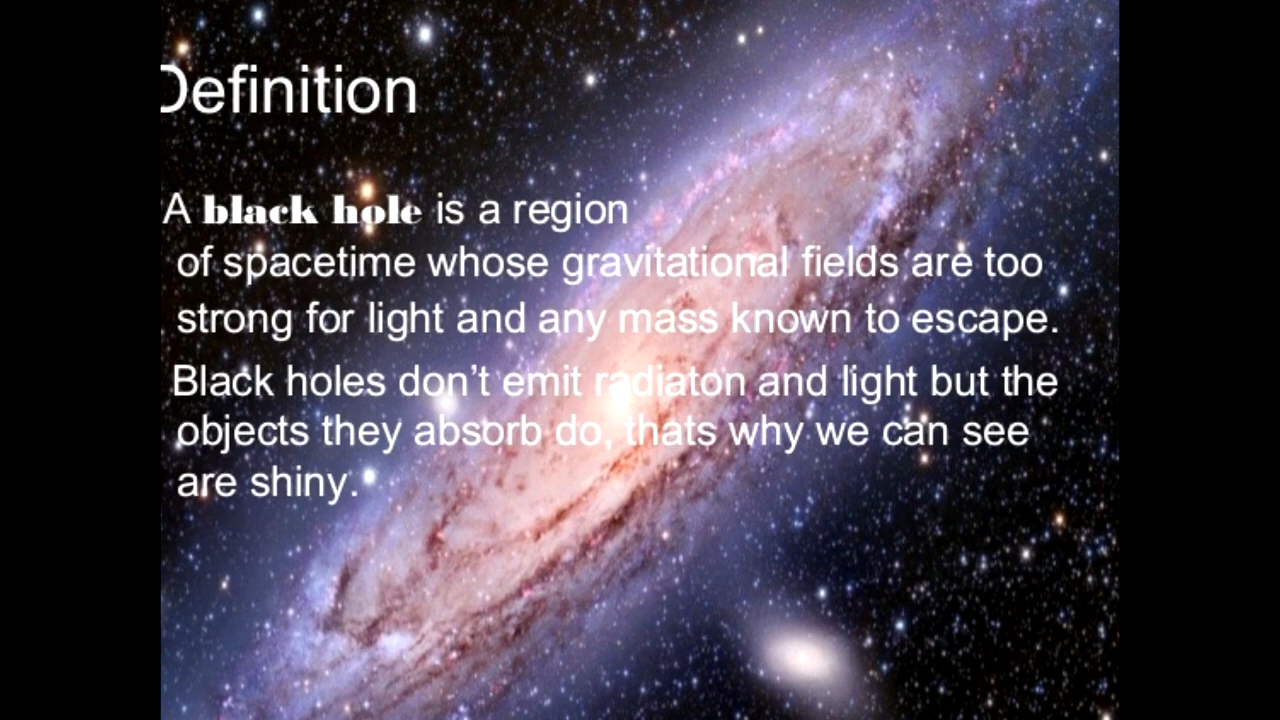 Definition
A black hole is a region
of spacetime whose gravitational fields are too
strong for light and any mass known to escape.
Black holes don’t emit radiaton and light but the
objects they absorb do, thats why we can see
are shiny.